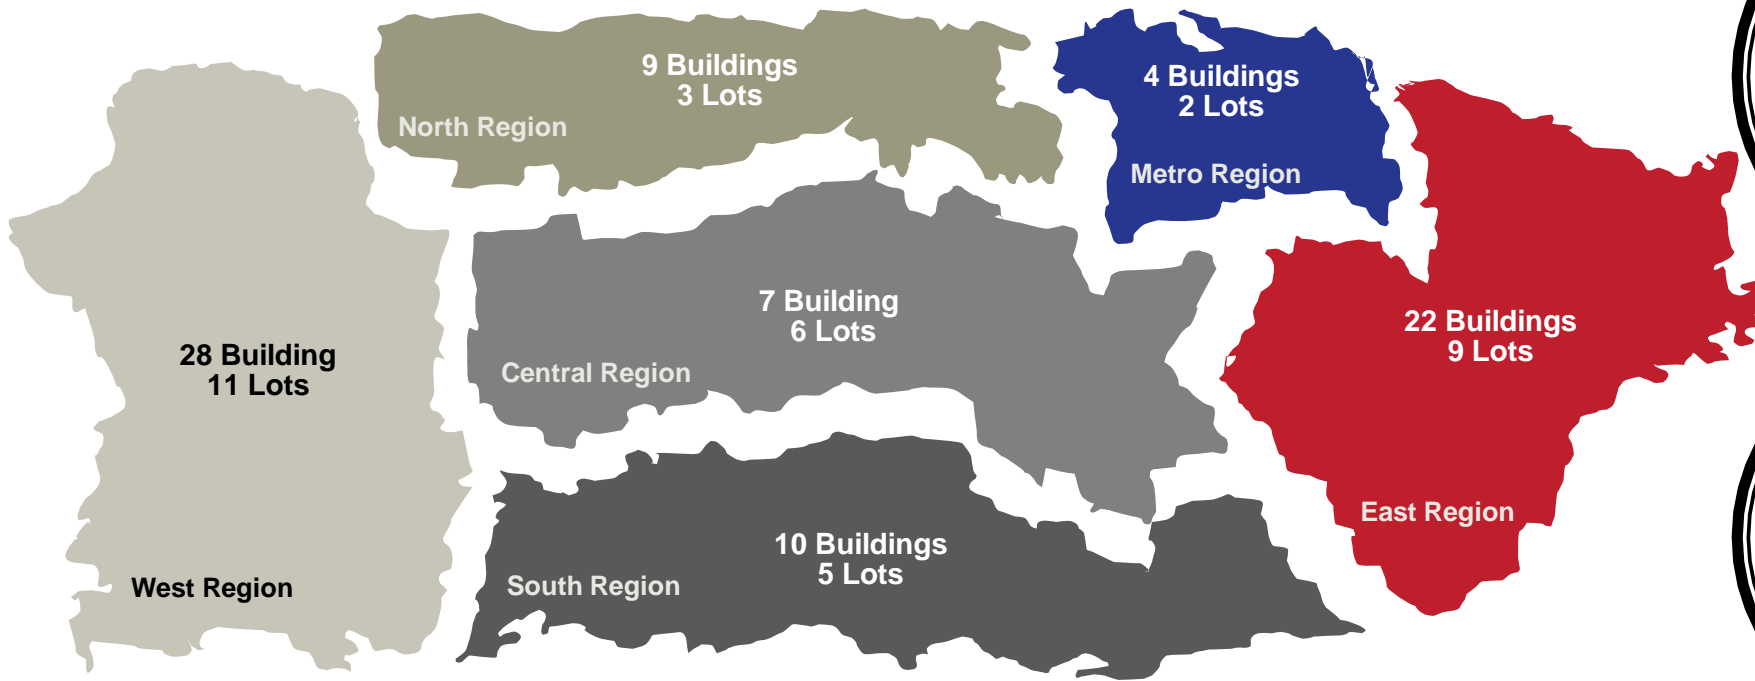 9 Buildings
3 Lots
North Region
4 Buildings
2 Lots
Metro Region
28 Building
11 Lots
West Region
7 Building
6 Lots
Central Region
22 Buildings
9 Lots
East Region
10 Buildings
5 Lots
South Region